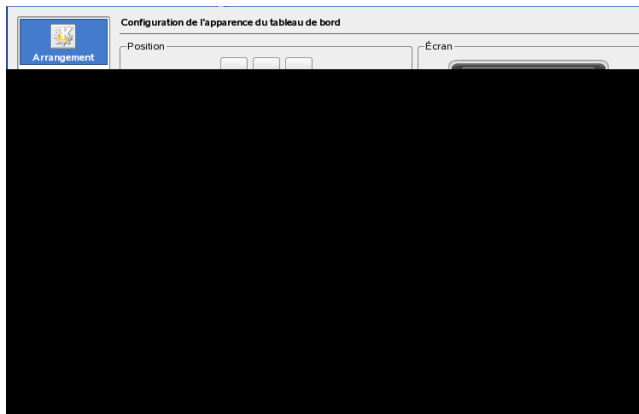 Configuration de l'apparence du tableau de bord
Arrangement
Position
Écran